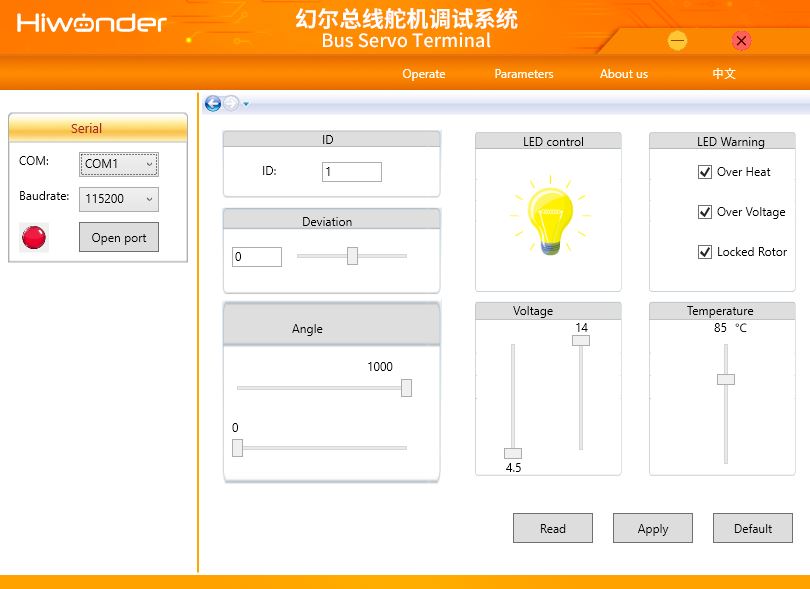 Hiwonder
幻尔总线舵机调试系统
Bus Servo Terminal
Operate
Parameters
About us
中文
Serial
COM:
COM1
Baudrate:
115200
Open port
ID
ID:
1
Deviation
0
Angle
1000
0
LED control
LED Warning
Over Heat
Over Voltage
Locked Rotor
Voltage
14
4.5
Temperature
85 °C
Read
Apply
Default